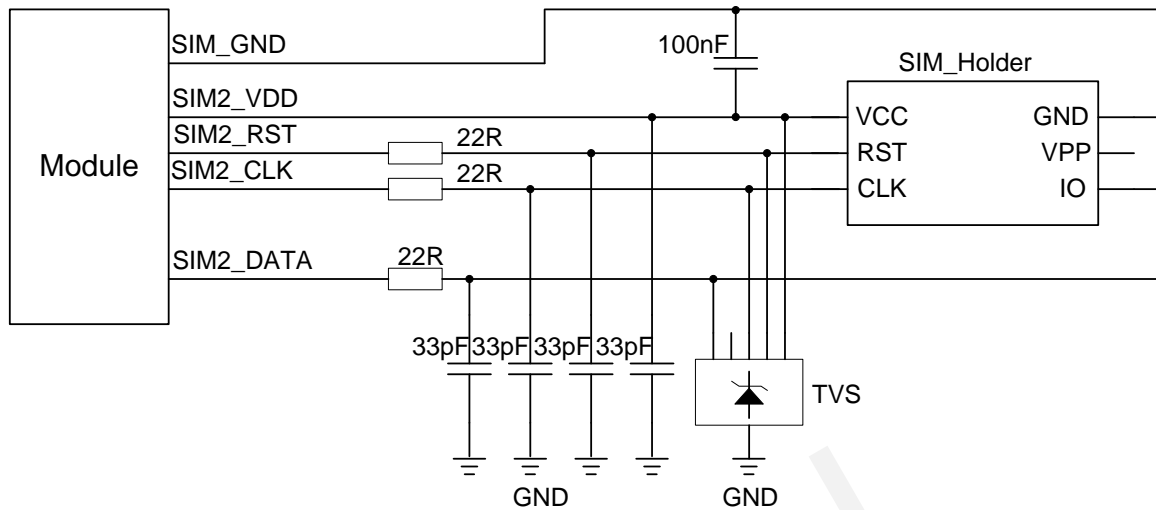 SIM_GND
100nF
SIM_Holder
SIM2_VDD
VCC
GND
SIM2_RST
22R
RST
VPP
Module
SIM2_CLK
22R
CLK
IO
SIM2_DATA
22R
33pF 33pF 33pF 33pF
TVS
GND
GND